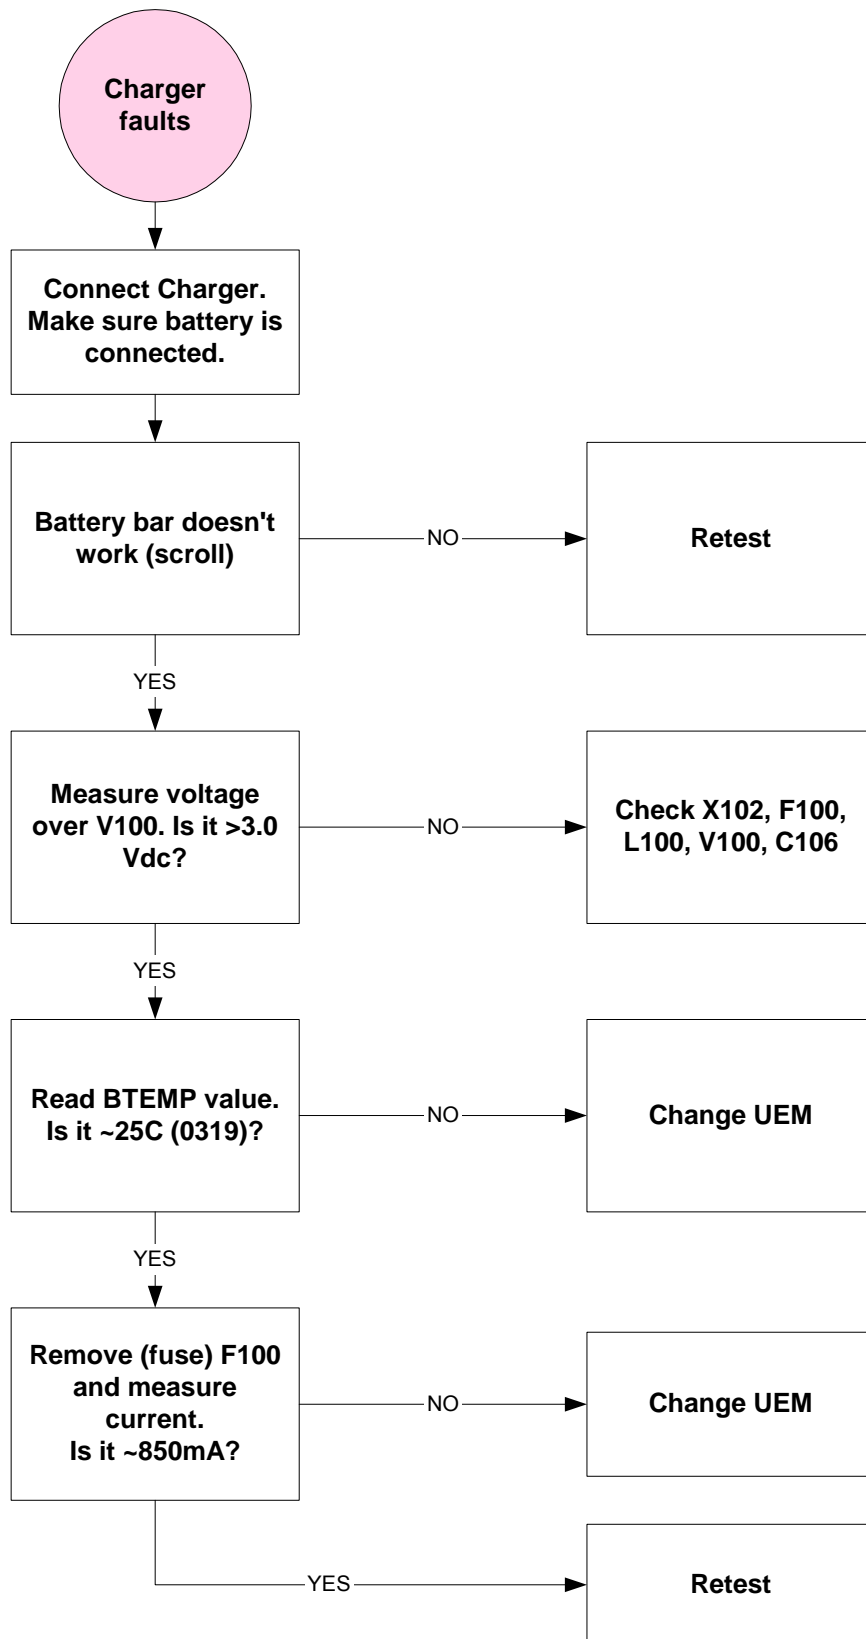 Charger
faults
Connect Charger.
Make sure battery is
connected.
Battery bar doesn't
work (scroll)
NO
Retest
YES
Measure voltage
over V100. Is it >3.0
Vdc?
NO
Check X102, F100,
L100, V100, C106
YES
Read BTEMP value.
Is it ~25C (0319)?
NO
Change UEM
YES
Remove (fuse) F100
and measure
current.
Is it ~850mA?
NO
Change UEM
YES
Retest